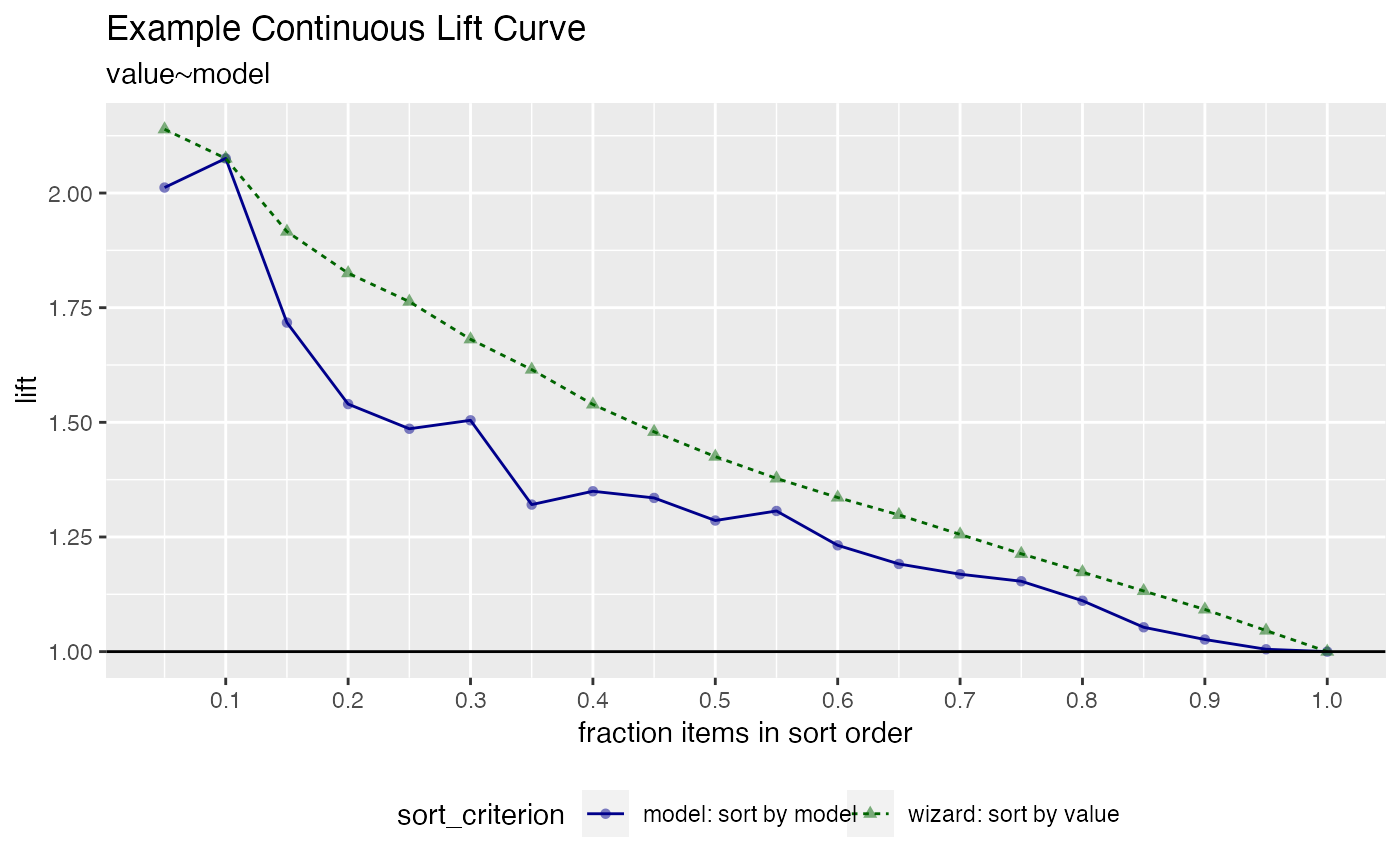 Example Continuous Lift Curve
value~model
lift
2.00
1.75
1.50
1.25
1.00
0.1 0.2 0.3 0.4 0.5 0.6 0.7 0.8 0.9 1.0
fraction items in sort order
sort_criterion model: sort by model wizard: sort by value